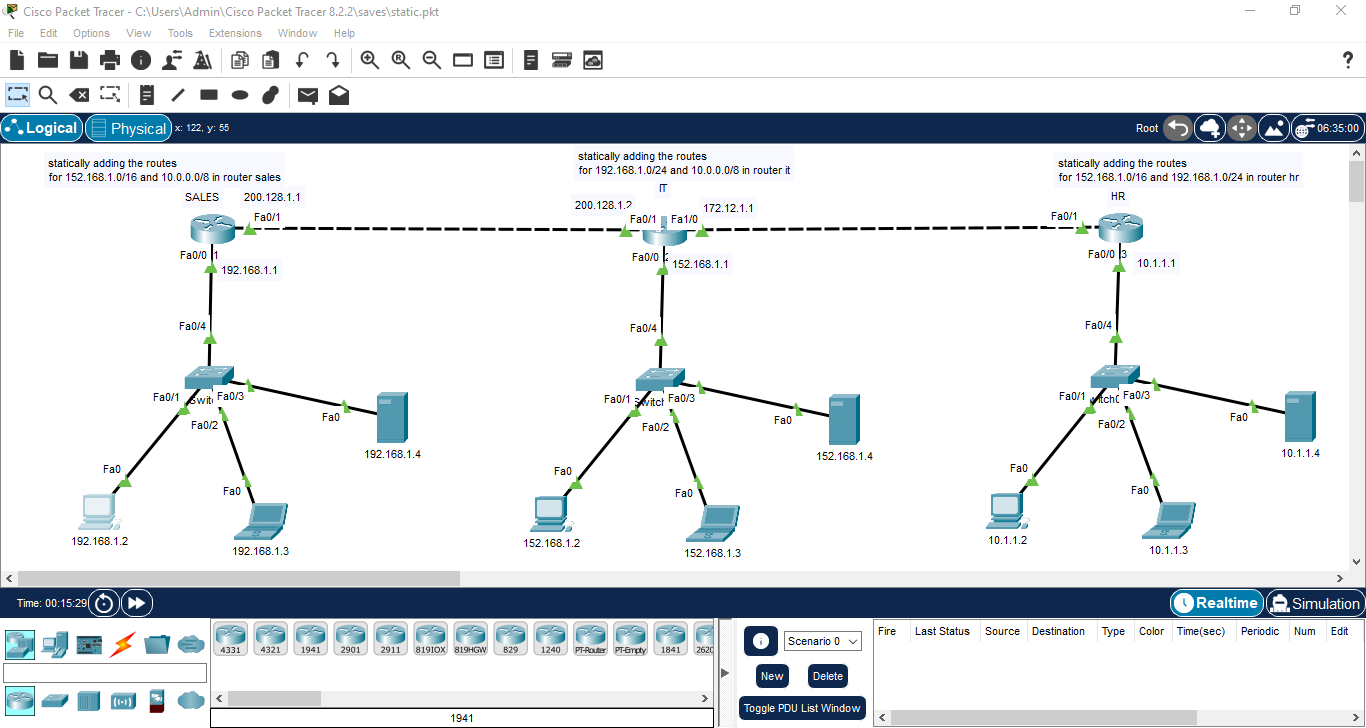 Cisco Packet Tracer - C:\Users\Admin\Cisco Packet Tracer 8.2.2\saves\static.pkt
File Edit Options View Tools Extensions Window Help
Logical Physical x: 122, y: 55 Root 06:35:00
statically adding the routes
for 152.168.1.0/16 and 10.0.0.0/8 in router sales
SALES 200.128.1.1
Fa0/1
Fa0/0 1
192.168.1.1
Fa0/4
Fa0/1 Switc Fa0/3
Fa0/2
Fa0
192.168.1.4
Fa0
192.168.1.2
Fa0
192.168.1.3
statically adding the routes
for 192.168.1.0/24 and 10.0.0.0/8 in router it
IT
200.128.1.2 172.12.1.1
Fa0/1 Fa1/0
Fa0/0 2
152.168.1.1
Fa0/4
Fa0/1 Switch Fa0/3
Fa0/2
Fa0
152.168.1.4
Fa0
152.168.1.2
Fa0
152.168.1.3
statically adding the routes
for 152.168.1.0/16 and 192.168.1.0/24 in router hr
HR
Fa0/1
Fa0/0 3
10.1.1.1
Fa0/4
Fa0/1 witch0 Fa0/3
Fa0/2
Fa0
10.1.1.4
Fa0
10.1.1.2
Fa0
10.1.1.3
Time: 00:15:29 Realtime Simulation
4331 4321 1941 2901 2911 819IOX 819HGW 829 1240 PT-Router PT-Empty 1841 2620
1941
Scenario 0
New Delete
Toggle PDU List Window
Fire Last Status Source Destination Type Color Time(sec) Periodic Num Edit